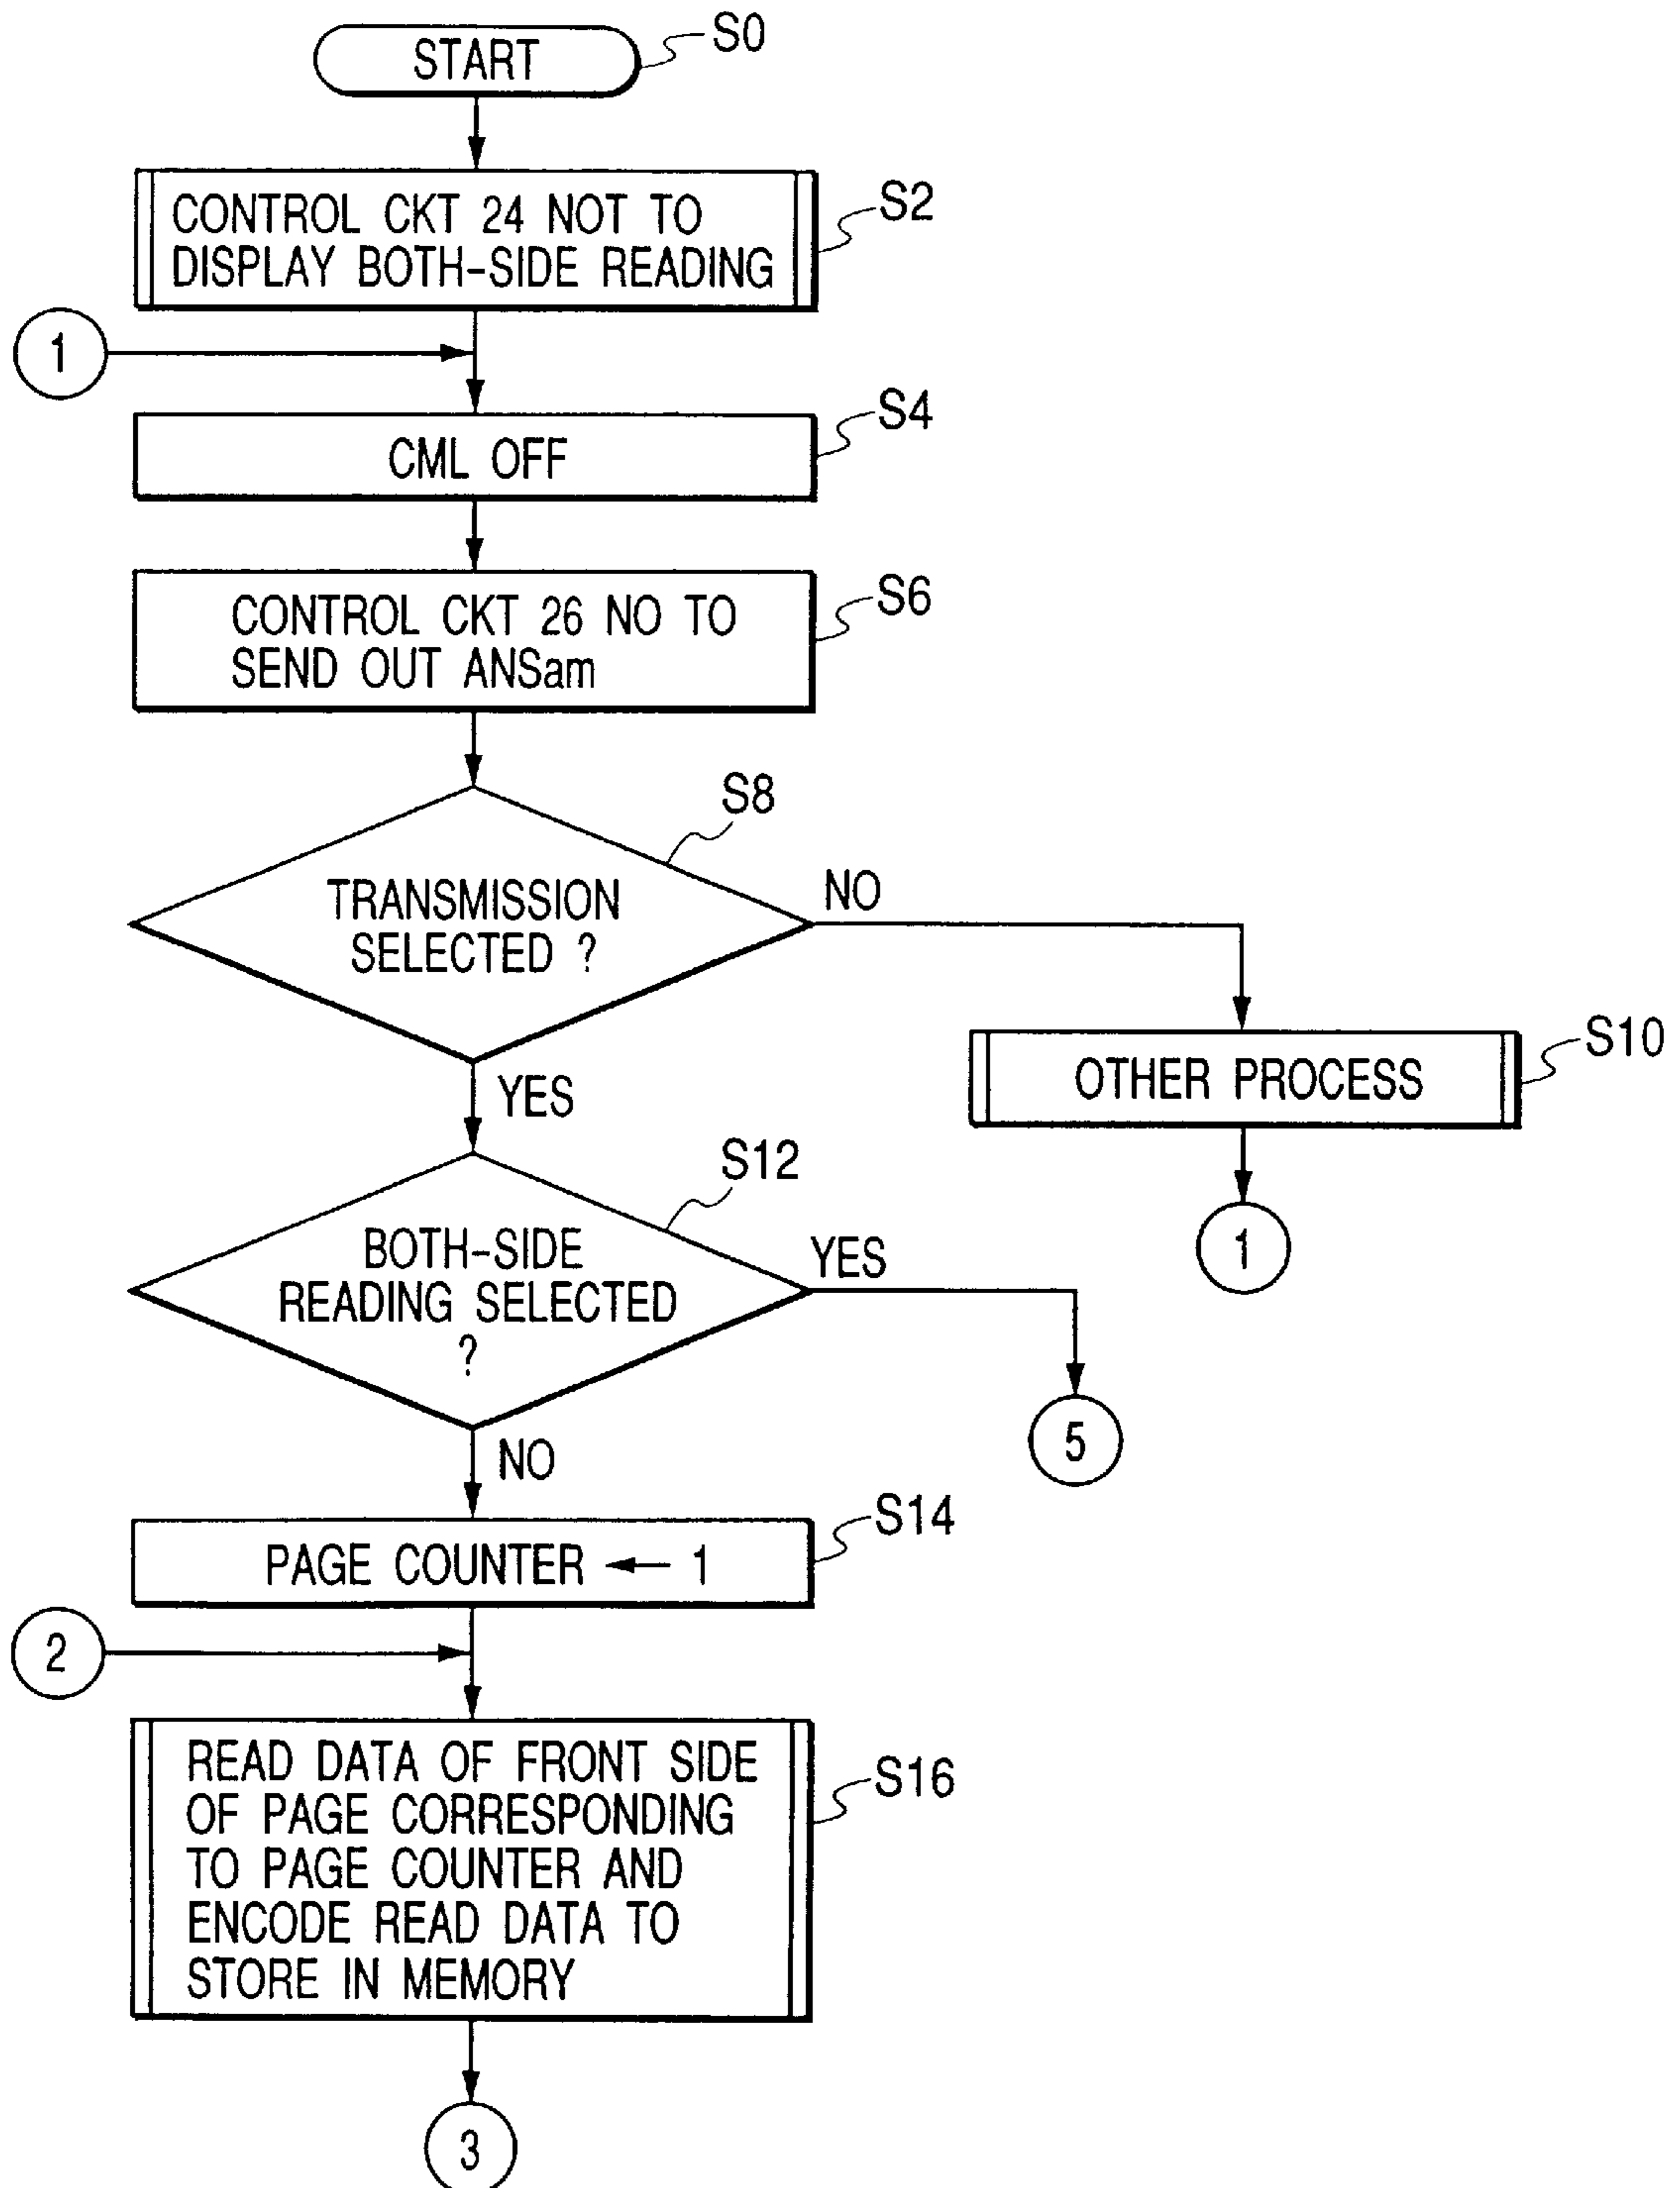 START
S0
CONTROL CKT 24 NOT TO
DISPLAY BOTH-SIDE READING
S2
1
CML OFF
S4
CONTROL CKT 26 NO TO
SEND OUT ANSam
S6
TRANSMISSION
SELECTED ?
S8
NO
YES
OTHER PROCESS
S10
1
BOTH-SIDE
READING SELECTED
?
S12
YES
5
NO
PAGE COUNTER ← 1
S14
2
READ DATA OF FRONT SIDE
OF PAGE CORRESPONDING
TO PAGE COUNTER AND
ENCODE READ DATA TO
STORE IN MEMORY
S16
3